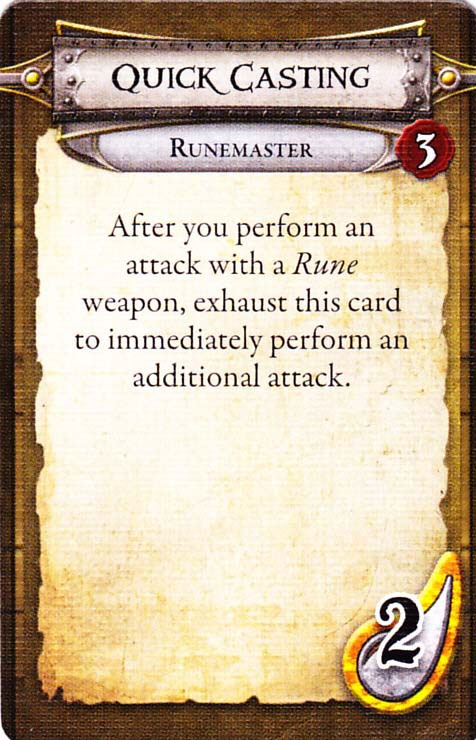 Quick Casting
Runemaster
3
After you perform an
attack with a Rune
weapon, exhaust this card
to immediately perform an
additional attack.
2